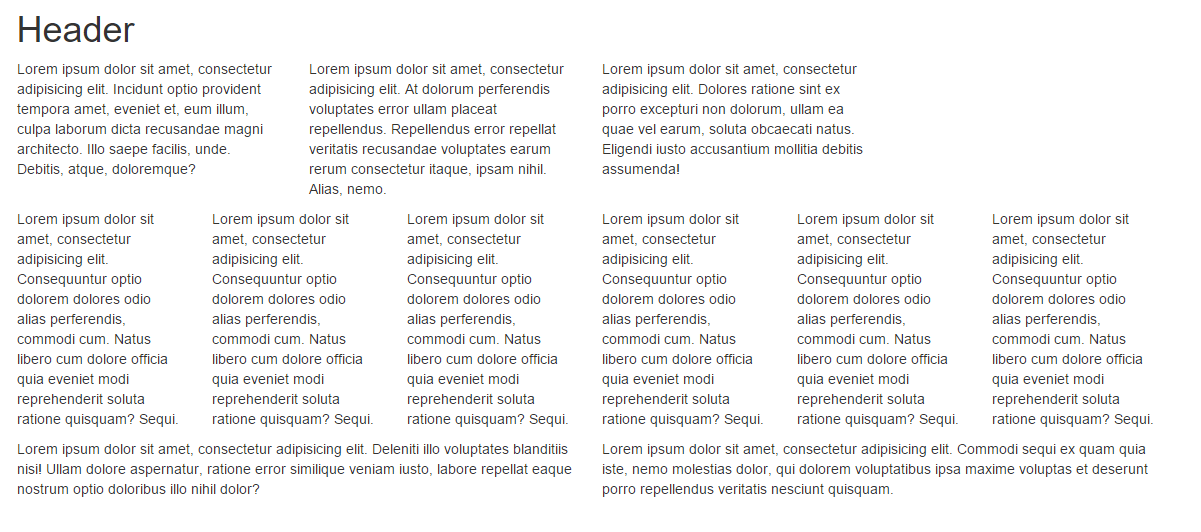 Header
Lorem ipsum dolor sit amet, consectetur
adipisicing elit. Incidunt optio provident
tempora amet, eveniet et, eum illum,
culpa laborum dicta recusandae magni
architecto. Illo saepe facilis, unde.
Debitis, atque, doloremque?
Lorem ipsum dolor sit amet, consectetur
adipisicing elit. At dolorum perferendis
voluptates error ullam placeat
repellendus. Repellendus error repellat
veritatis recusandae voluptates earum
rerum consectetur itaque, ipsam nihil.
Alias, nemo.
Lorem ipsum dolor sit amet, consectetur
adipisicing elit. Dolores ratione sint ex
porro excepturi non dolorum, ullam ea
quae vel earum, soluta obcaecati natus.
Eligendi iusto accusantium mollitia debitis
assumenda!
Lorem ipsum dolor sit
amet, consectetur
adipisicing elit.
Consequuntur optio
dolorem dolores odio
alias perferendis,
commodi cum. Natus
libero cum dolore officia
quia eveniet modi
reprehenderit soluta
ratione quisquam? Sequi.
Lorem ipsum dolor sit
amet, consectetur
adipisicing elit.
Consequuntur optio
dolorem dolores odio
alias perferendis,
commodi cum. Natus
libero cum dolore officia
quia eveniet modi
reprehenderit soluta
ratione quisquam? Sequi.
Lorem ipsum dolor sit
amet, consectetur
adipisicing elit.
Consequuntur optio
dolorem dolores odio
alias perferendis,
commodi cum. Natus
libero cum dolore officia
quia eveniet modi
reprehenderit soluta
ratione quisquam? Sequi.
Lorem ipsum dolor sit
amet, consectetur
adipisicing elit.
Consequuntur optio
dolorem dolores odio
alias perferendis,
commodi cum. Natus
libero cum dolore officia
quia eveniet modi
reprehenderit soluta
ratione quisquam? Sequi.
Lorem ipsum dolor sit
amet, consectetur
adipisicing elit.
Consequuntur optio
dolorem dolores odio
alias perferendis,
commodi cum. Natus
libero cum dolore officia
quia eveniet modi
reprehenderit soluta
ratione quisquam? Sequi.
Lorem ipsum dolor sit
amet, consectetur
adipisicing elit.
Consequuntur optio
dolorem dolores odio
alias perferendis,
commodi cum. Natus
libero cum dolore officia
quia eveniet modi
reprehenderit soluta
ratione quisquam? Sequi.
Lorem ipsum dolor sit amet, consectetur adipisicing elit. Deleniti illo voluptates blanditiis
nisi! Ullam dolore aspernatur, ratione error similique veniam iusto, labore repellat eaque
nostrum optio doloribus illo nihil dolor?
Lorem ipsum dolor sit amet, consectetur adipisicing elit. Commodi sequi ex quam quia
iste, nemo molestias dolor, qui dolorem voluptatibus ipsa maxime voluptas et deserunt
porro repellendus veritatis nesciunt quisquam.